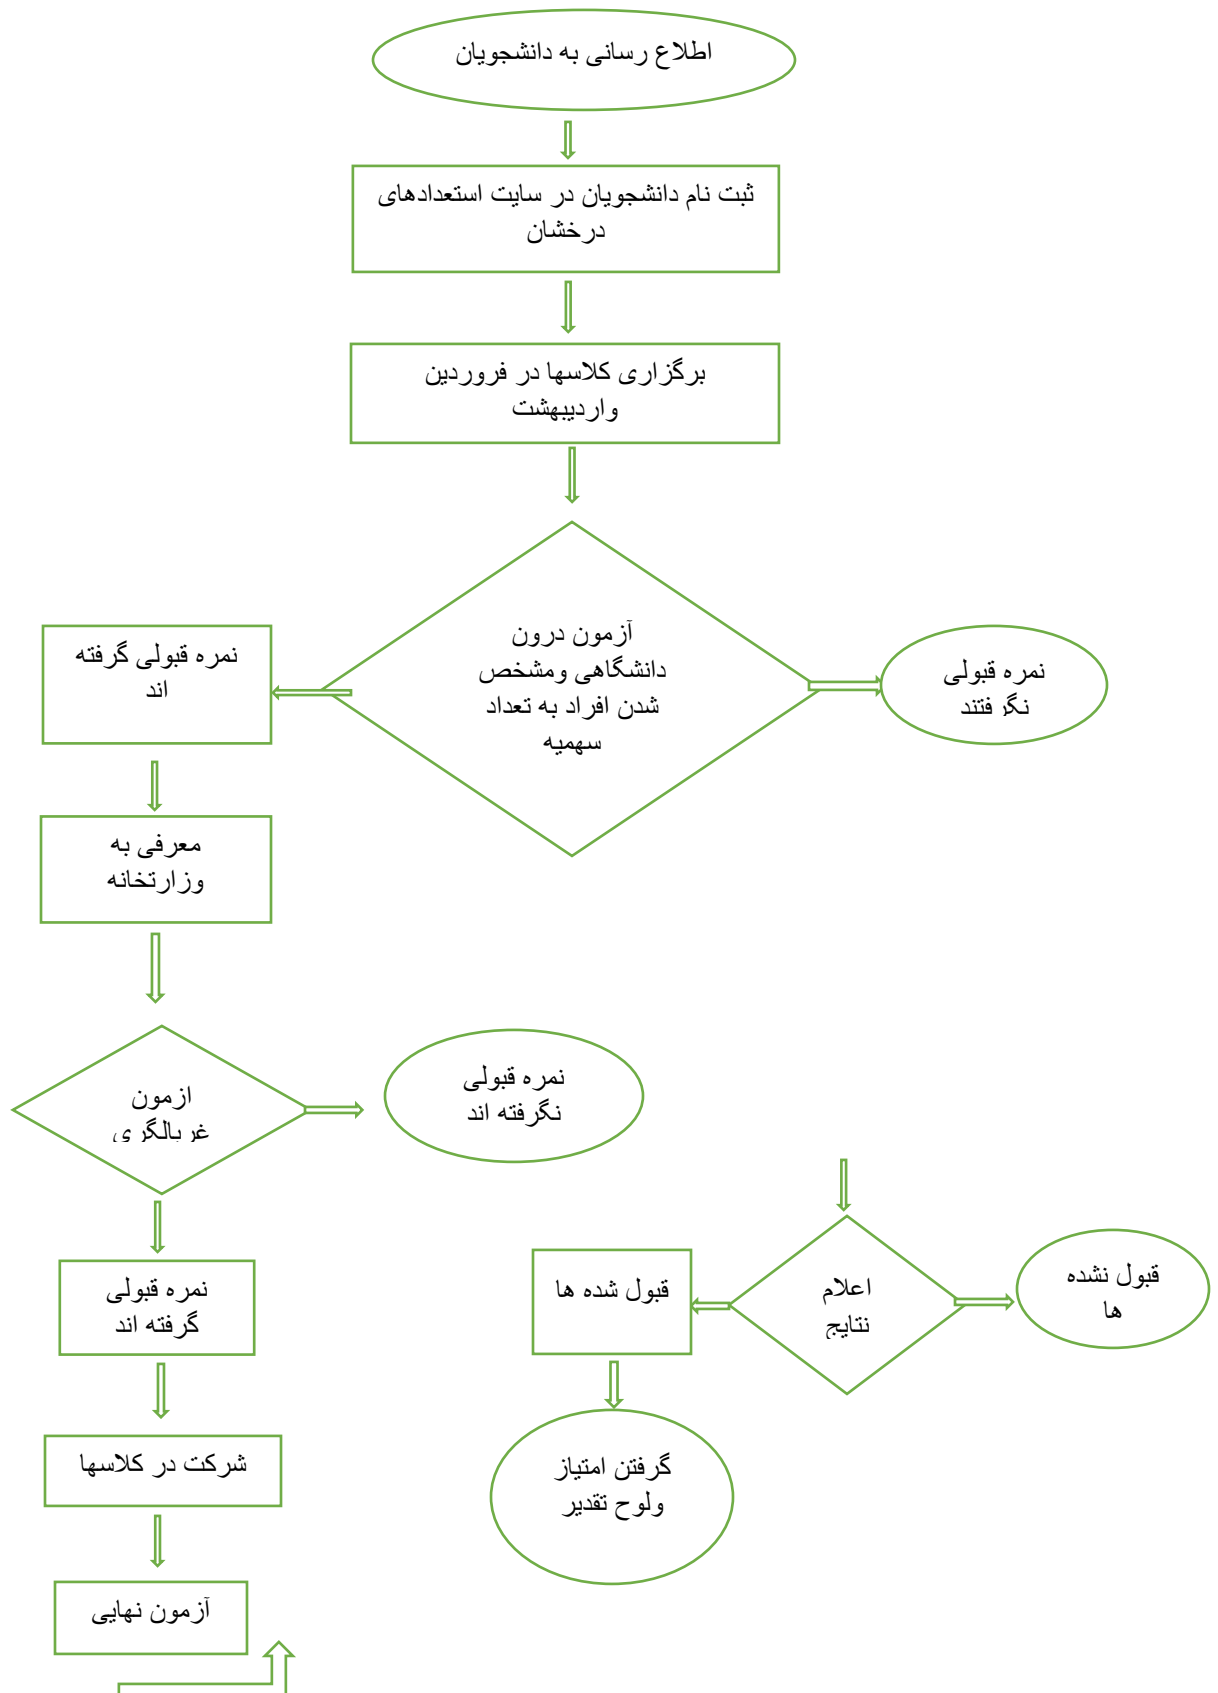 اطلاع رسانی به دانشجویان
ثبت نام دانشجویان در سایت استعدادهای
درخشان
برگزاری کلاسها در فروردین
واردیبهشت
آزمون درون
دانشگاهی ومشخص
شدن افراد به تعداد
سهمیه
نمره قبولی گرفته
اند
نمره قبولی
نگرفتند
معرفی به
وزارتخانه
ازمون
غربالگری
نمره قبولی
نگرفته اند
نمره قبولی
گرفته اند
شرکت در کلاسها
آزمون نهایی
اعلام
نتایج
قبول نشده
ها
قبول شده ها
گرفتن امتیاز
ولوح تقدیر